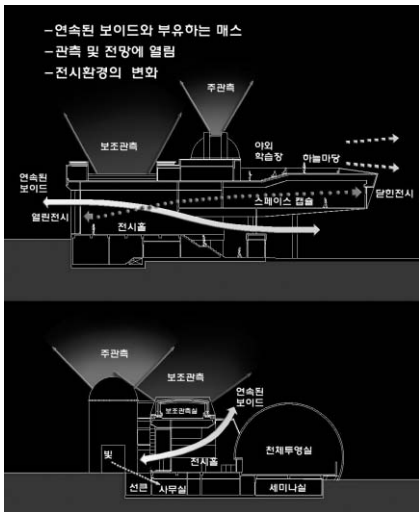 -연속된 보이드와 부유하는 매스
-관측 및 전망에 열림
-전시환경의 변화
주관측
보조관측
야외
학습장
하늘마당
연속된
보이드
열린전시
스페이스 캡슐
닫힌전시
전시홀
주관측
보조관측
연속된
보이드
보조관측실
천체투영실
빛
전시홀
선큰
사무실
세미나실